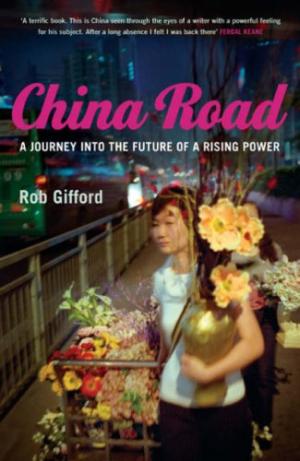 'A terrific book. This is China seen through the eyes of a writer with a powerful feeling
for his subject. After a long absence I felt I was back there' FERGAL KEANE
China Road
A JOURNEY INTO THE FUTURE OF A RISING POWER
Rob Gifford